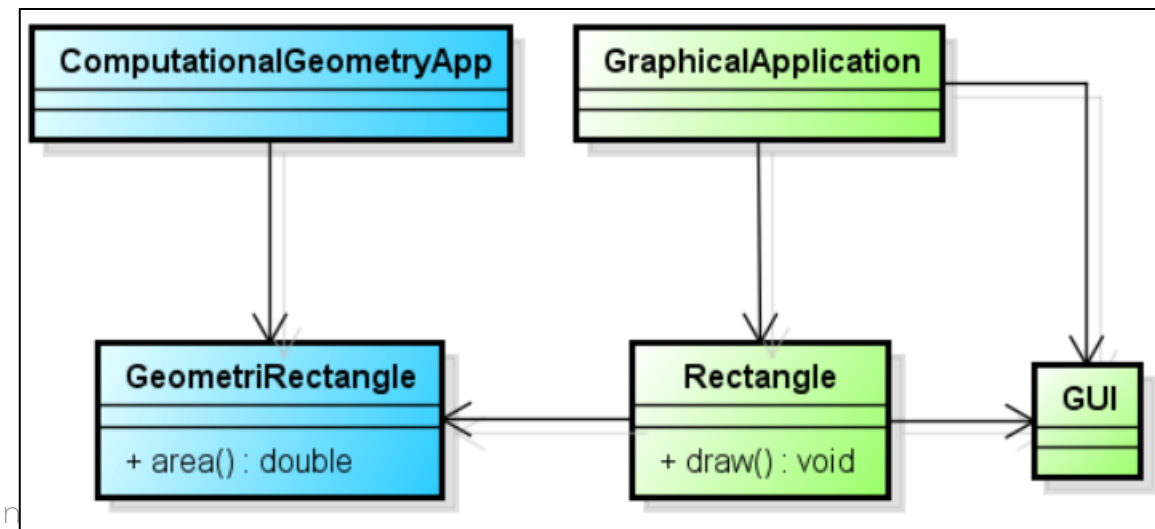 ComputationalGeometryApp
GraphicalApplication
GeometriRectangle
+ area() : double
Rectangle
+ draw() : void
GUI
n